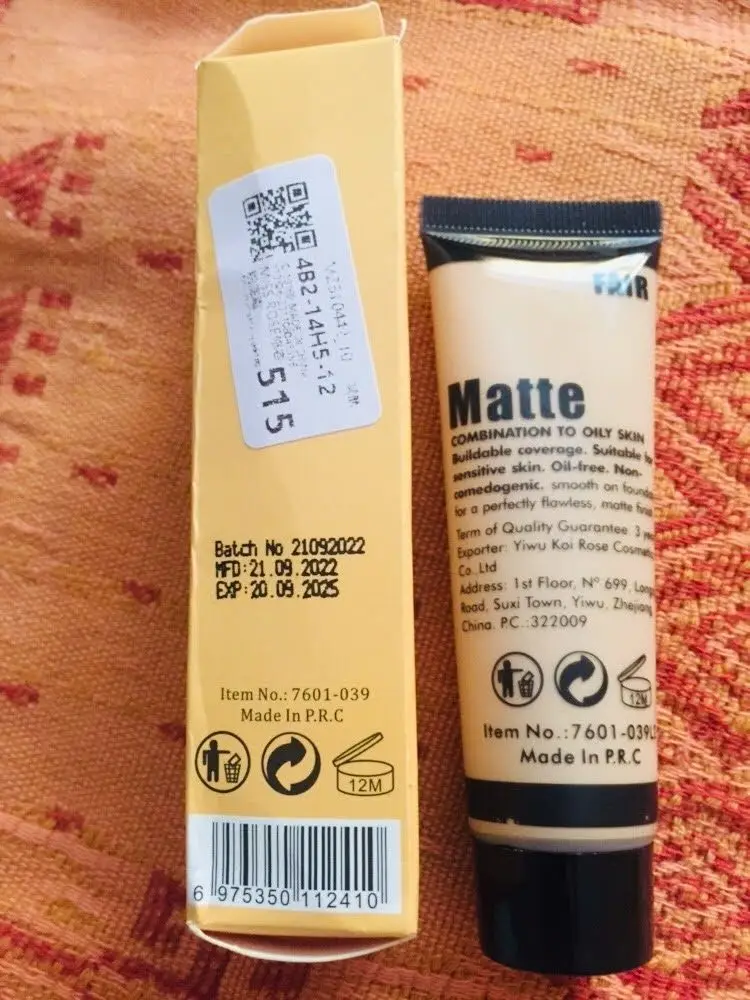 4B2-14H5-12
515
Batch No 21092022
MFD:21.09.2022
EXP:20.09.2025
Item No.: 7601-039
Made In P.R.C
12M
6 975350 112410
FAIR
Matte
COMBINATION TO OILY SKIN
Buildable coverage. Suitable for
sensitive skin. Oil-free. Non-
comedogenic. smooth on
for a perfectly flawless, matte
Term of Quality Guarantee 3
Exporter: Yiwu Koi Rose
Co. Ltd
Address: 1st Floor, Nº 699,
Road, Suxi Town, Yiwu, Zhejiang,
China. P.C.:322009
12M
Item No.:7601-039
Made In P.R.C